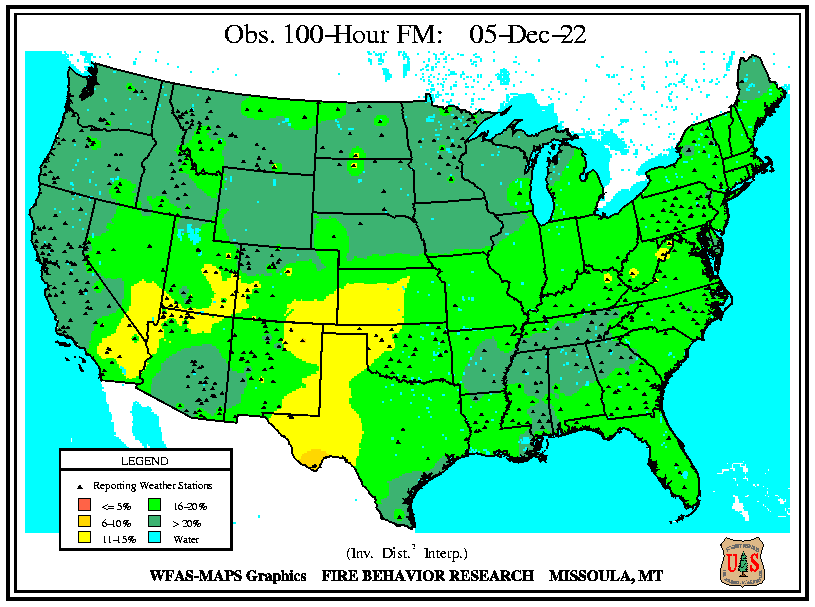 Obs. 100-Hour FM: 05-Dec-22
LEGEND
Reporting Weather Stations
<= 5% 16-20%
6-10% > 20%
11-15% Water
(Inv. Dist.² Interp.)
WFAS-MAPS Graphics FIRE BEHAVIOR RESEARCH MISSOULA, MT
U S